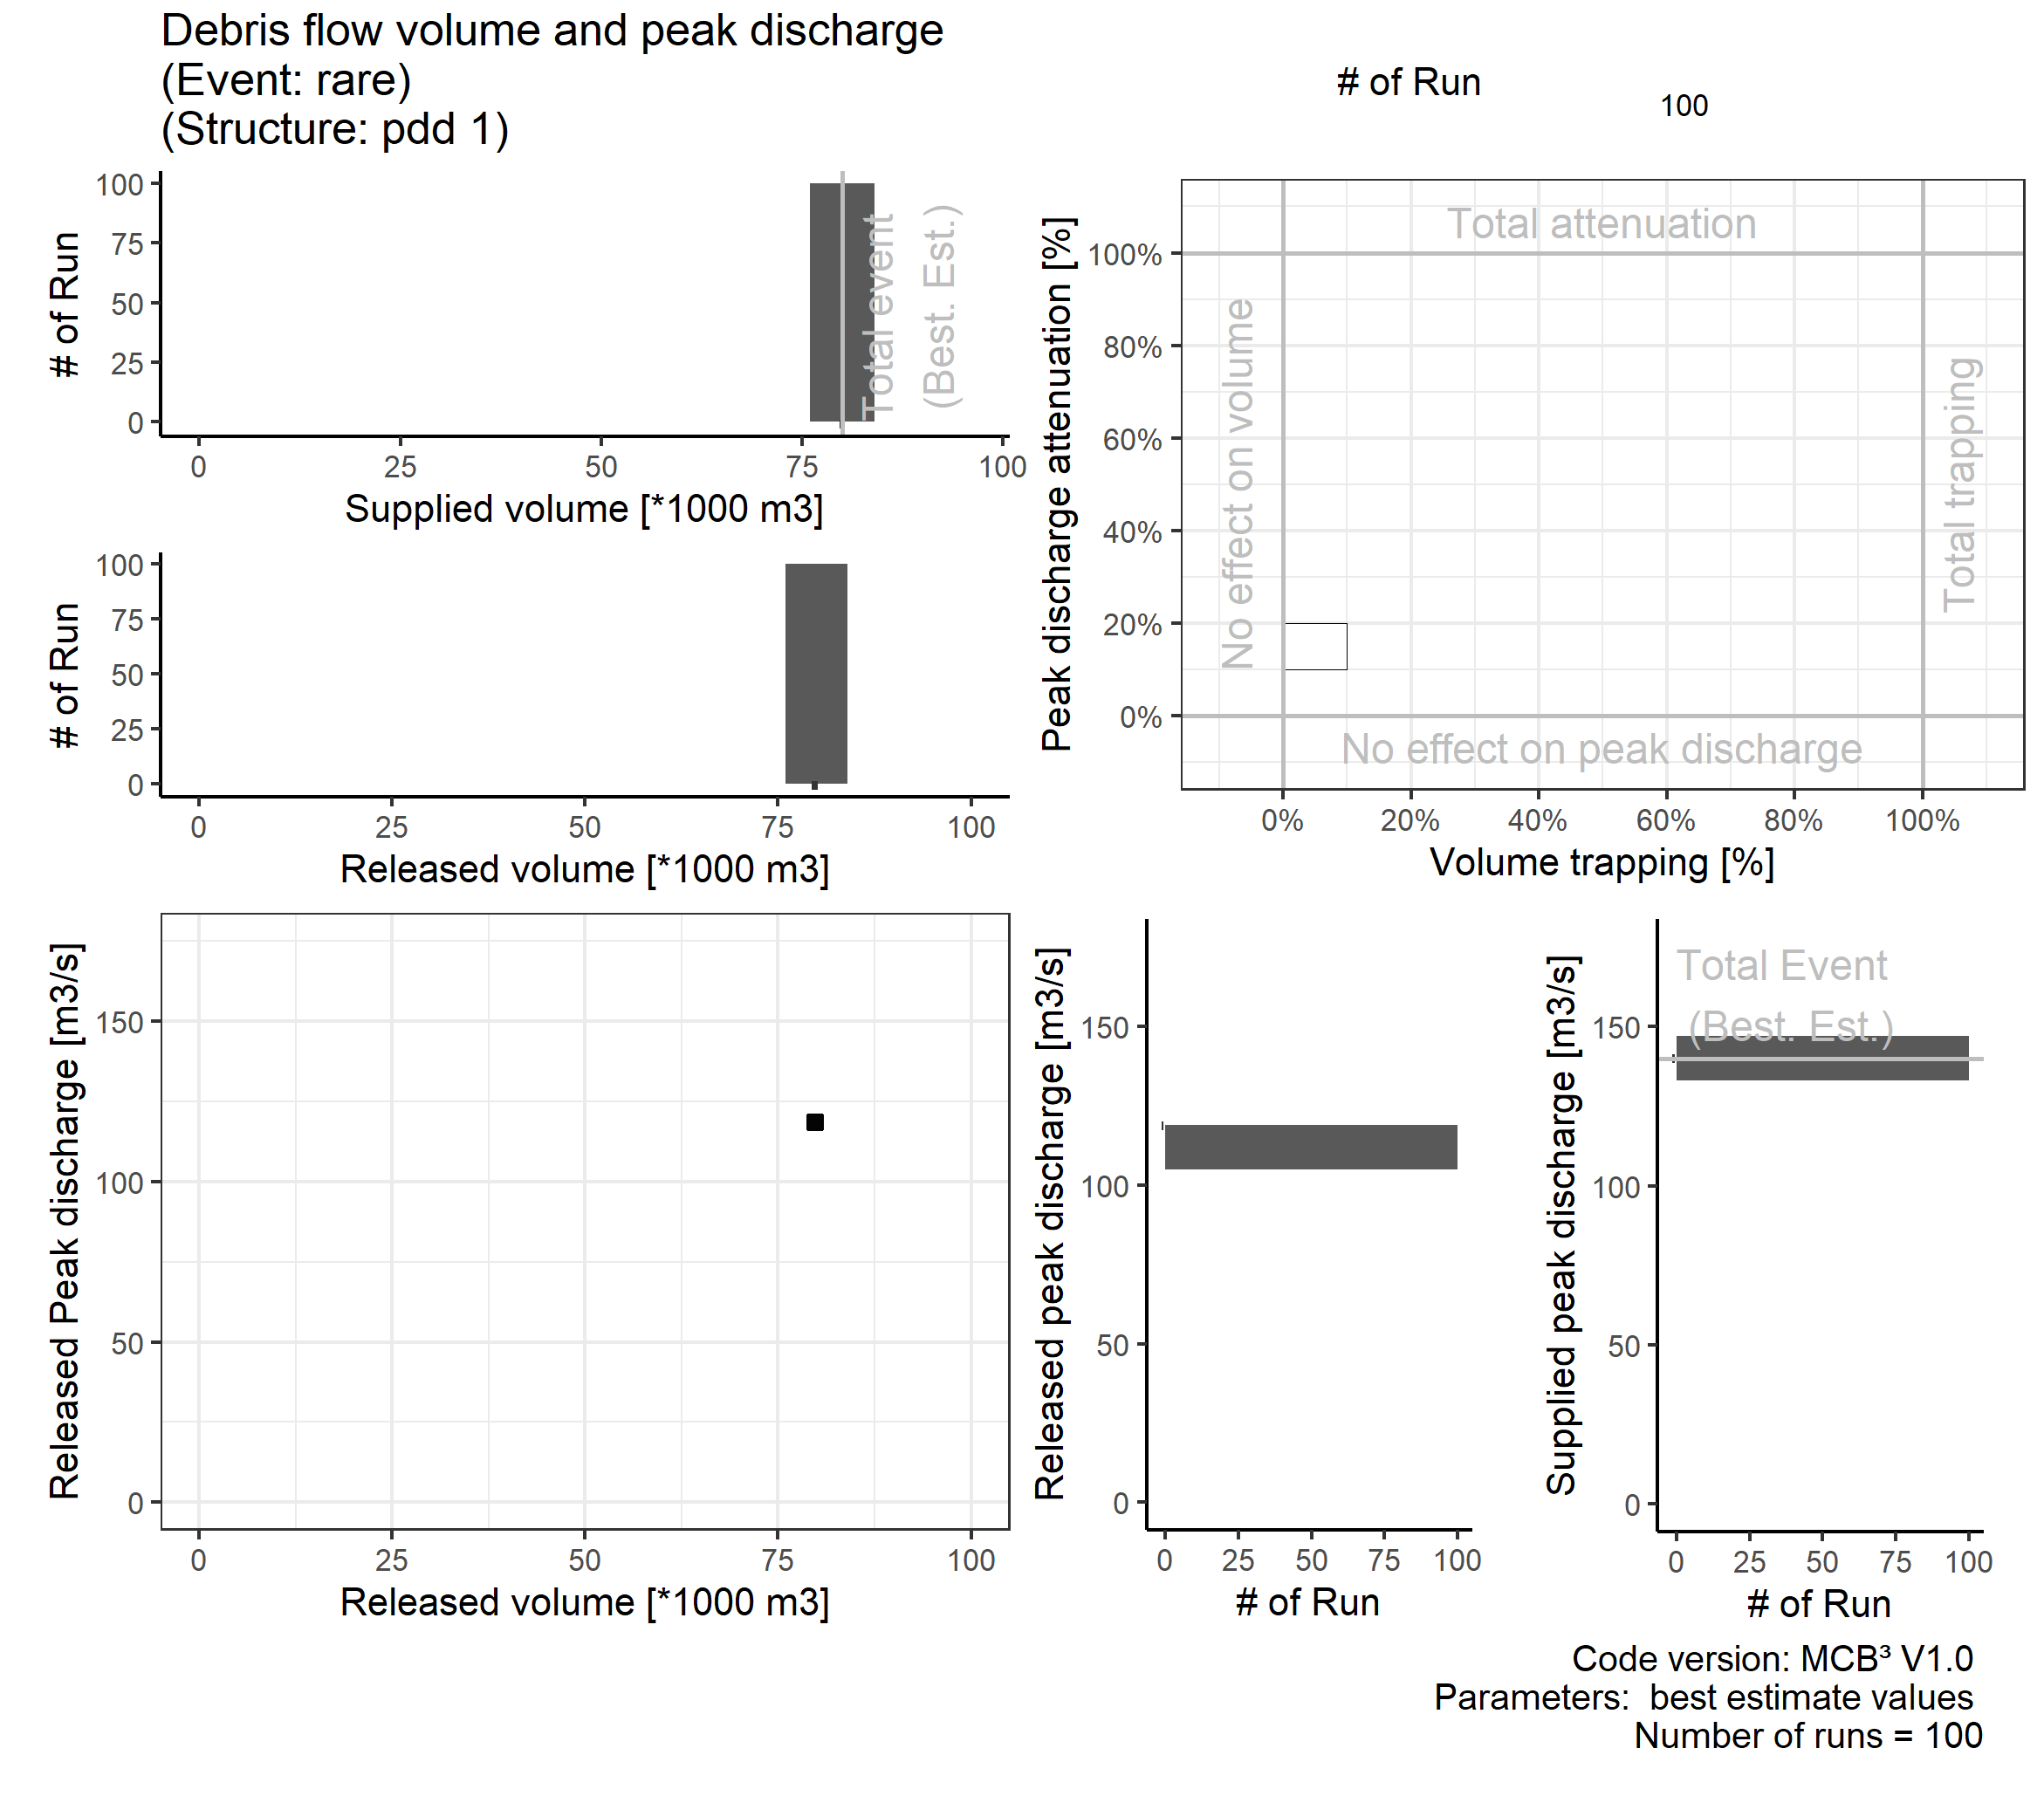 Debris flow volume and peak discharge
(Event: rare)
(Structure: pdd 1)
# of Run
100
100
75
50
25
0
# of Run
Total event
(Best. Est.)
0 25 50 75 100
Supplied volume [*1000 m3]
100
75
50
25
0
# of Run
0 25 50 75 100
Released volume [*1000 m3]
Peak discharge attenuation [%]
100%
80%
60%
40%
20%
0%
Total attenuation
No effect on volume
Total trapping
No effect on peak discharge
0% 20% 40% 60% 80% 100%
Volume trapping [%]
Released Peak discharge [m3/s]
150
100
50
0
0 25 50 75 100
Released volume [*1000 m3]
Released peak discharge [m3/s]
150
100
50
0
0 25 50 75 100
# of Run
Supplied peak discharge [m3/s]
150
100
50
0
Total Event
(Best. Est.)
0 25 50 75 100
# of Run
Code version: MCB³ V1.0
Parameters:  best estimate values
Number of runs = 100